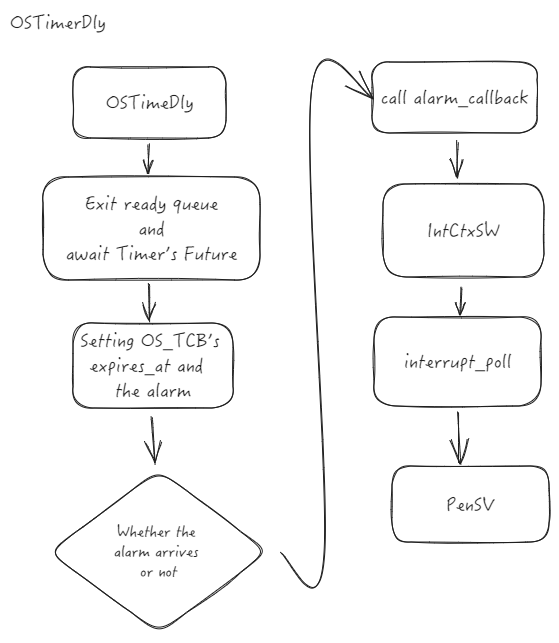 OSTimerDly
OSTimeDly
Exit ready queue
and
await Timer's Future
Setting OS_TCB's
expires_at and
the alarm
Whether the
alarm arrives
or not
call alarm_callback
IntCtxSW
interrupt_poll
PenSV